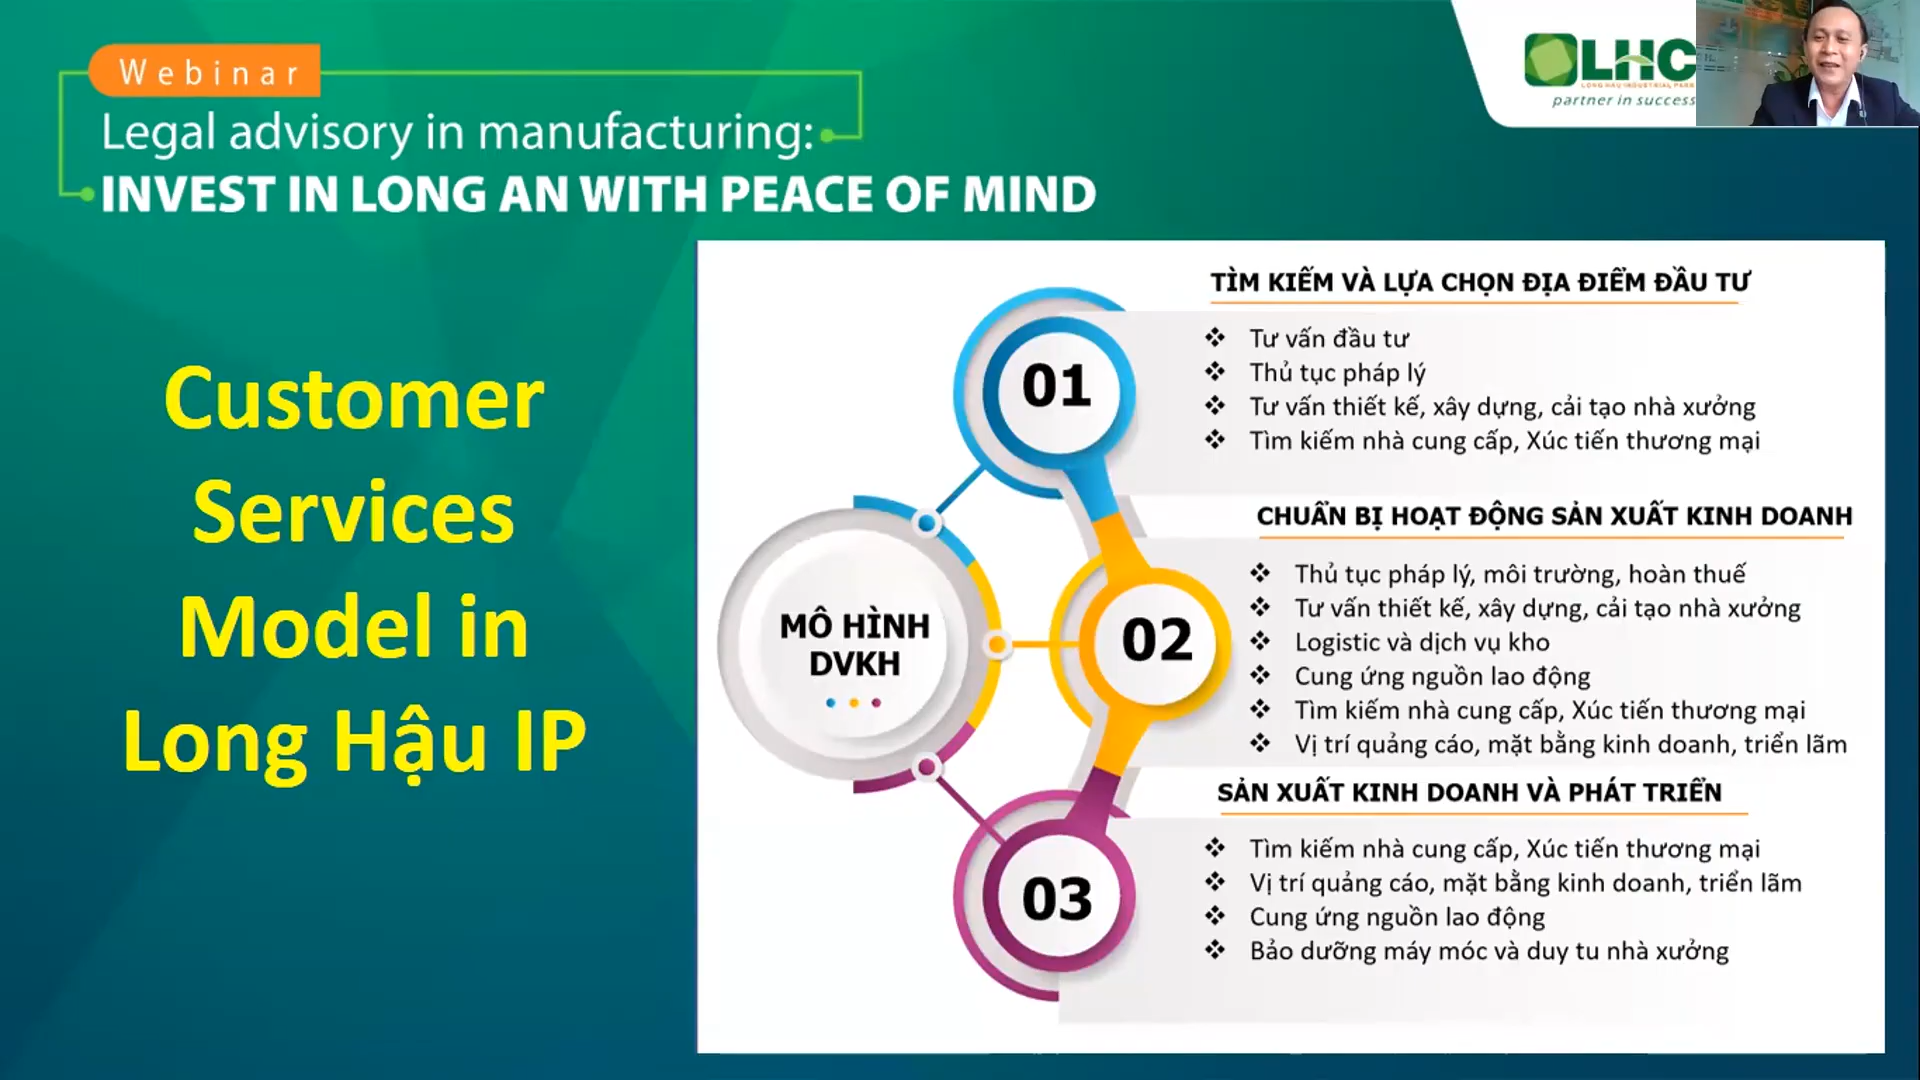 Webinar
Legal advisory in manufacturing:
INVEST IN LONG AN WITH PEACE OF MIND
LHC
LONG HAU INDUSTRIAL PARK
partner in success
Customer
Services
Model in
Long Hậu IP
MÔ HÌNH
DVKH
01
TÌM KIẾM VÀ LỰA CHỌN ĐỊA ĐIỂM ĐẦU TƯ
❖ Tư vấn đầu tư
❖ Thủ tục pháp lý
❖ Tư vấn thiết kế, xây dựng, cải tạo nhà xưởng
❖ Tìm kiếm nhà cung cấp, Xúc tiến thương mại
02
CHUẨN BỊ HOẠT ĐỘNG SẢN XUẤT KINH DOANH
❖ Thủ tục pháp lý, môi trường, hoàn thuế
❖ Tư vấn thiết kế, xây dựng, cải tạo nhà xưởng
❖ Logistic và dịch vụ kho
❖ Cung ứng nguồn lao động
❖ Tìm kiếm nhà cung cấp, Xúc tiến thương mại
❖ Vị trí quảng cáo, mặt bằng kinh doanh, triển lãm
03
SẢN XUẤT KINH DOANH VÀ PHÁT TRIỂN
❖ Tìm kiếm nhà cung cấp, Xúc tiến thương mại
❖ Vị trí quảng cáo, mặt bằng kinh doanh, triển lãm
❖ Cung ứng nguồn lao động
❖ Bảo dưỡng máy móc và duy tu nhà xưởng